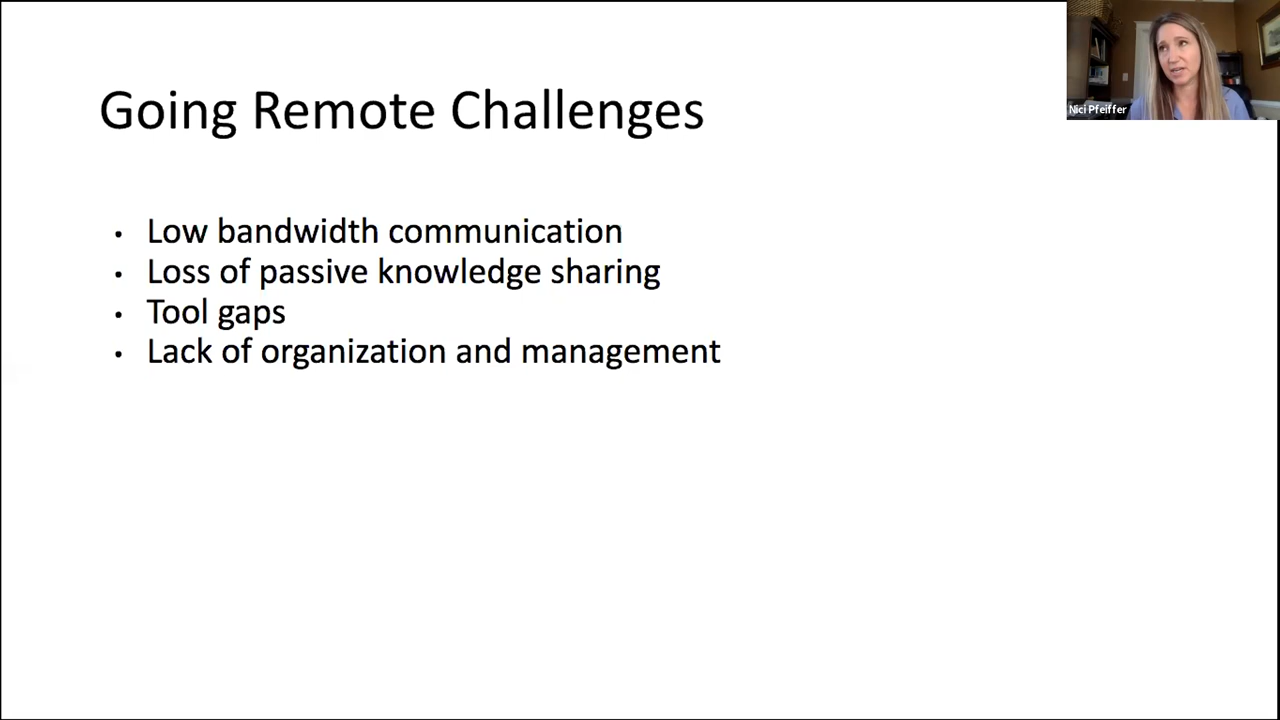 Going Remote Challenges
Nici Pfeiffer
• Low bandwidth communication
• Loss of passive knowledge sharing
• Tool gaps
• Lack of organization and management